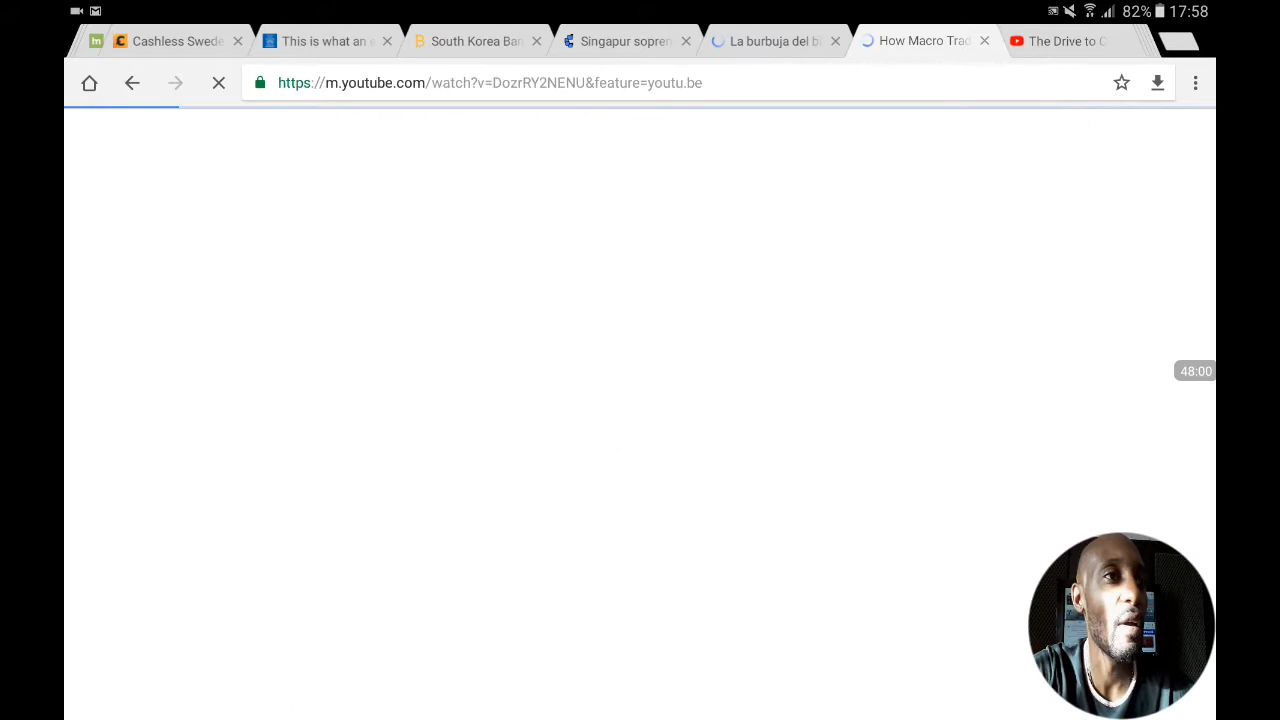 82% 17:58
Cashless Swede
This is what an e
South Korea Ban
Singapur sopren
La burbuja del bi
How Macro Trad
The Drive to C
https://m.youtube.com/watch?v=DozrRY2NENU&feature=youtu.be
48:00